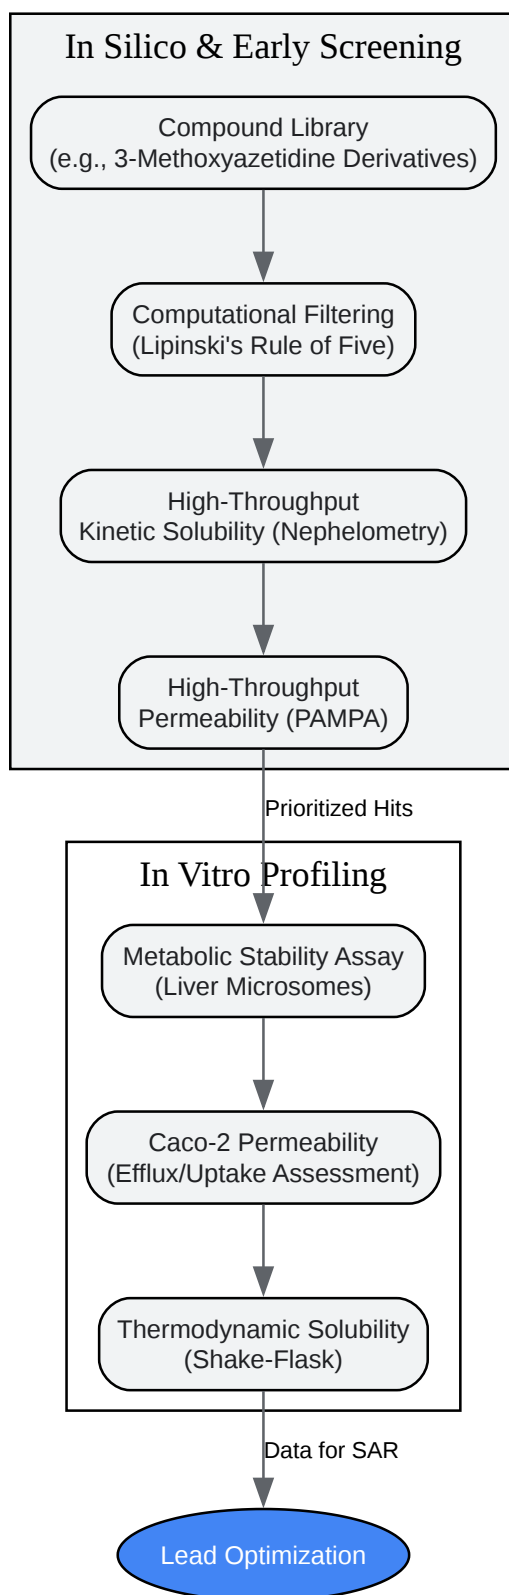 In Silico & Early Screening
Compound Library
(e.g., 3-Methoxyazetidine Derivatives)
Computational Filtering
(Lipinski's Rule of Five)
High-Throughput
Kinetic Solubility (Nephelometry)
High-Throughput
Permeability (PAMPA)
Prioritized Hits
In Vitro Profiling
Metabolic Stability Assay
(Liver Microsomes)
Caco-2 Permeability
(Efflux/Uptake Assessment)
Thermodynamic Solubility
(Shake-Flask)
Data for SAR
Lead Optimization